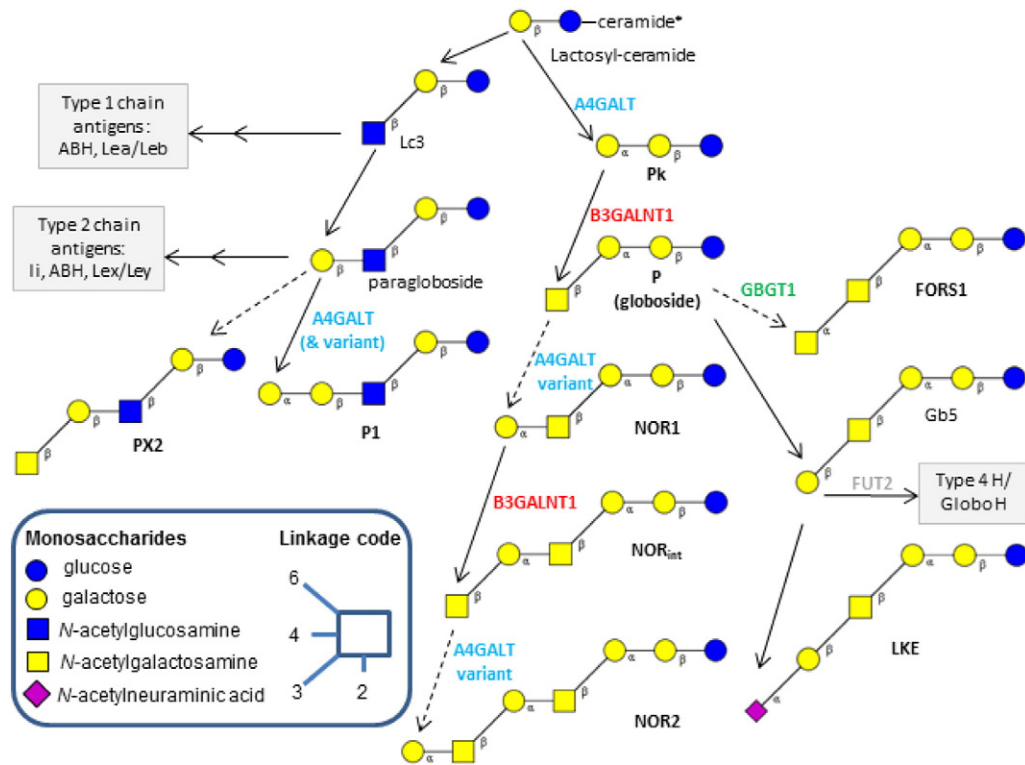 ceramide*
β
Lactosyl-ceramide
β
A4GALT
Type 1 chain
antigens:
ABH, Lea/Leb
β
Lc3
α
β
Pk
B3GALNT1
Type 2 chain
antigens:
Ii, ABH, Lex/Ley
β
β
β
paragloboside
α
β
β
P
(globoside)
GBGT1
α
β
β
α
FORS1
A4GALT
(& variant)
A4GALT
variant
β
β
β
β
PX2
β
β
α
β
P1
α
β
α
β
NOR1
α
β
β
β
Gb5
FUT2
Type 4 H/
Globo H
B3GALNT1
α
β
α
β
β
NORint
α
β
β
β
α
LKE
A4GALT
variant
α
β
α
β
α
β
NOR2
Monosaccharides
glucose
galactose
N-acetylglucosamine
N-acetylgalactosamine
N-acetylneuraminic acid
Linkage code
6
4
3
2